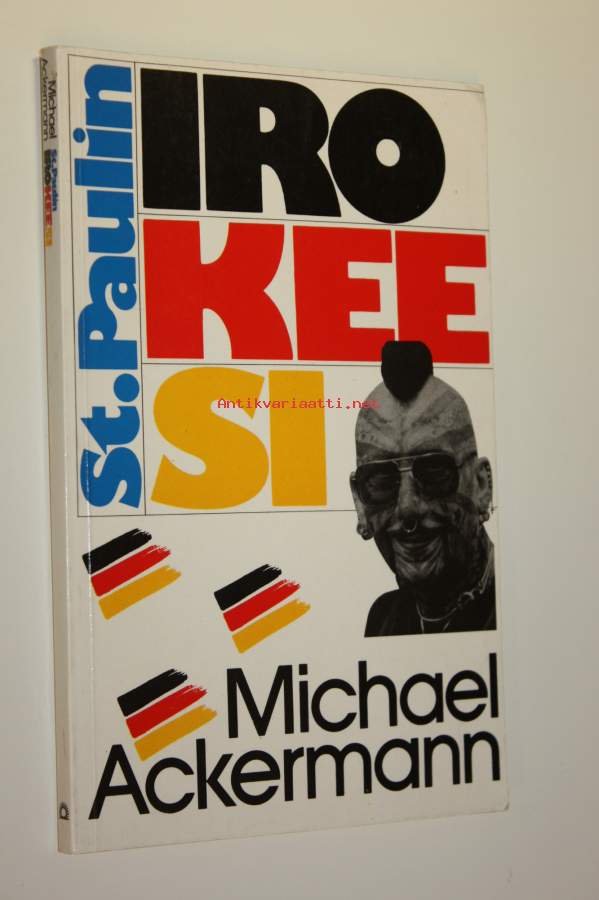 St.Paulin
IRO
KEE
SI
Antikvariaatti.net
Michael
Ackermann
Michael
Ackermann
St.Paulin
IROKEESI